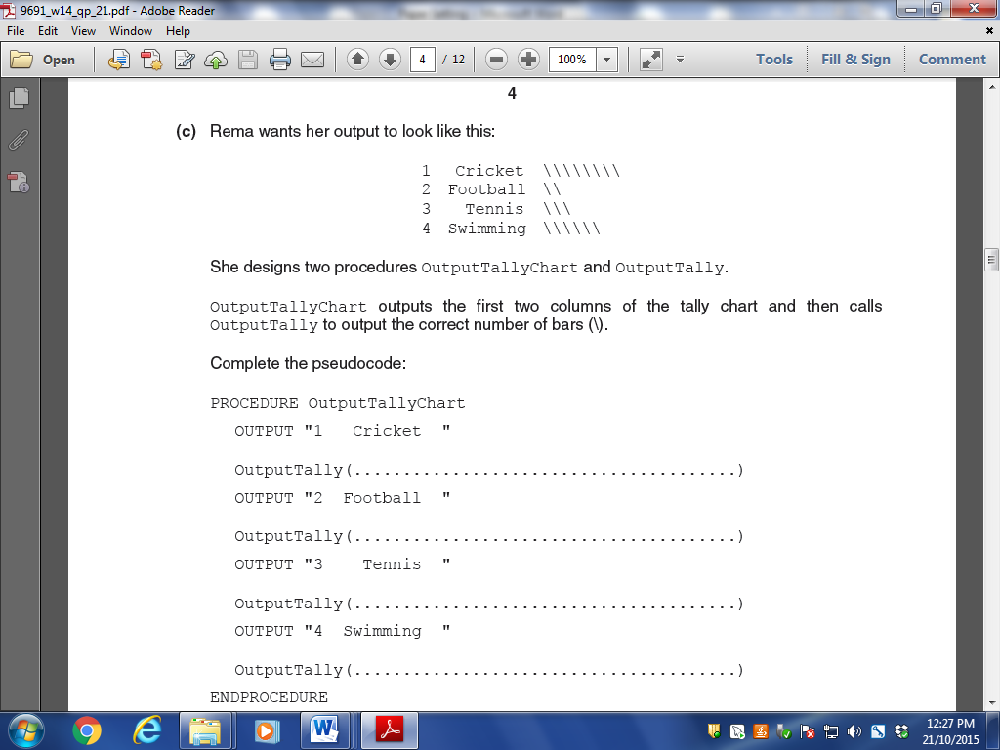 9691_w14_qp_21.pdf - Adobe Reader
File Edit View Window Help
Open 4 / 12 100% Tools Fill & Sign Comment
4
(c) Rema wants her output to look like this:
1 Cricket \\\\\\\\
2 Football \\
3 Tennis \\\
4 Swimming \\\\\\
She designs two procedures OutputTallyChart and OutputTally.
OutputTallyChart outputs the first two columns of the tally chart and then calls
OutputTally to output the correct number of bars (\).
Complete the pseudocode:
PROCEDURE OutputTallyChart
OUTPUT "1   Cricket  "
OutputTally(.......................................)
OUTPUT "2  Football  "
OutputTally(.......................................)
OUTPUT "3    Tennis  "
OutputTally(.......................................)
OUTPUT "4  Swimming  "
OutputTally(.......................................)
ENDPROCEDURE
12:27 PM
21/10/2015